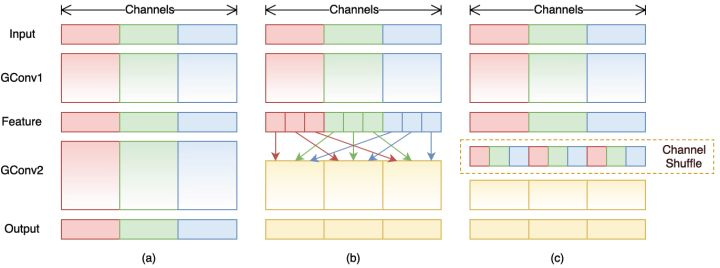 Channels Channels Channels
Input
GConv1
Feature
Channel
Shuffle
GConv2
Output
(a) (b) (c)